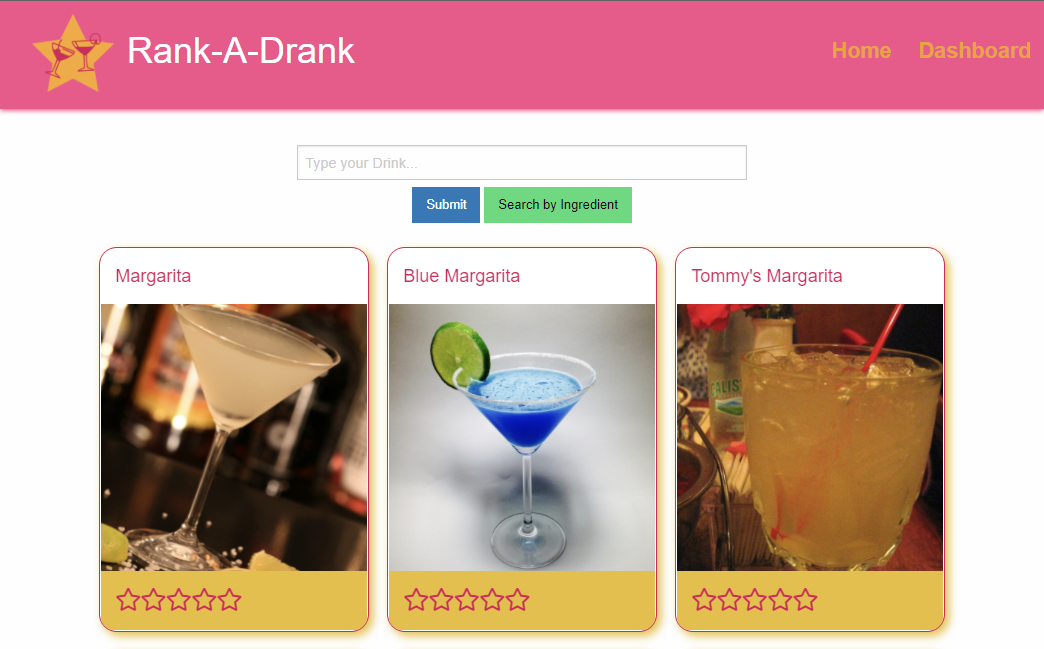 Rank-A-Drank
Home Dashboard
Type your Drink...
Submit Search by Ingredient
Margarita
Blue Margarita
Tommy's Margarita